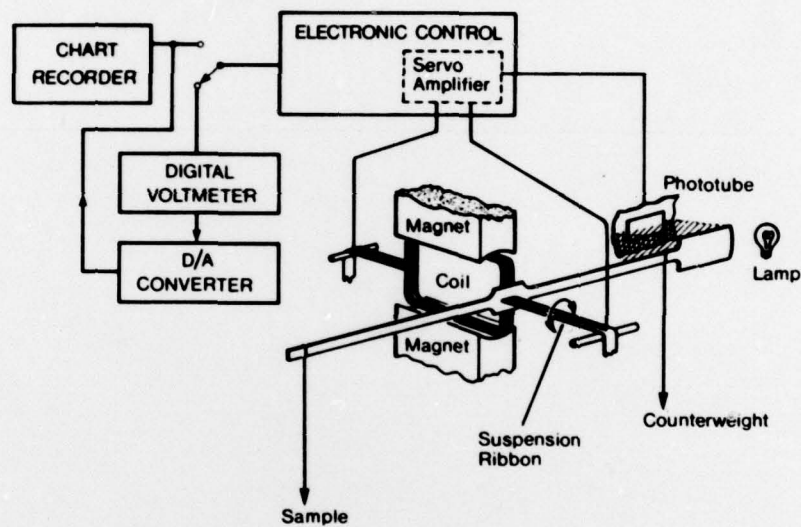 CHART
RECORDER
ELECTRONIC CONTROL
Servo
Amplifier
DIGITAL
VOLTMETER
D/A
CONVERTER
Magnet
Coil
Magnet
Phototube
Lamp
Counterweight
Suspension
Ribbon
Sample